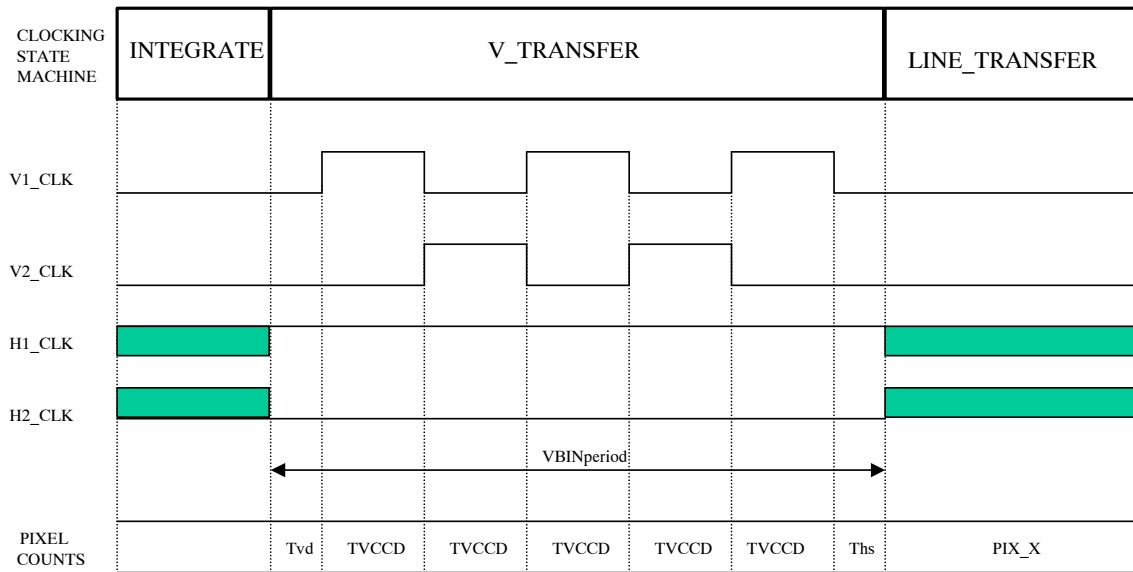 CLOCKING
STATE
MACHINE
INTEGRATE
V_TRANSFER
LINE_TRANSFER
V1_CLK
V2_CLK
H1_CLK
H2_CLK
VBINperiod
PIXEL
COUNTS
Tvd
TVCCD
TVCCD
TVCCD
TVCCD
TVCCD
Ths
PIX_X